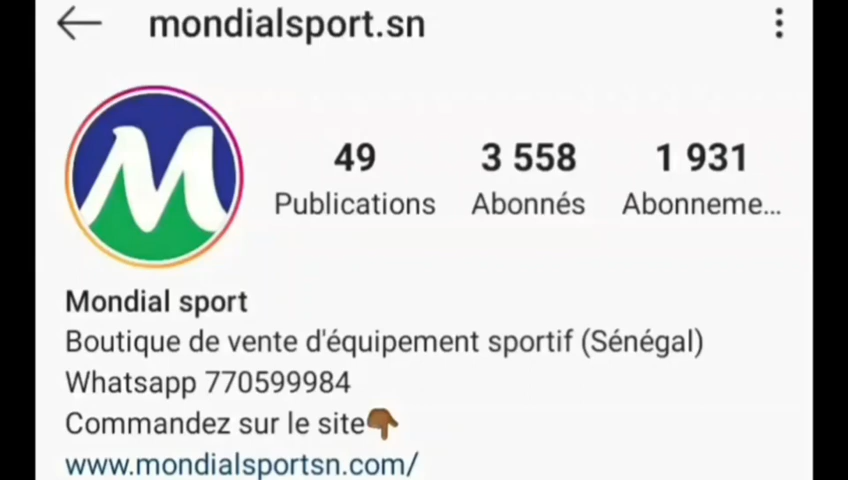 mondialsport.sn
M
49 3 558 1 931
Publications Abonnés Abonneme...
Mondial sport
Boutique de vente d'équipement sportif (Sénégal)
Whatsapp 770599984
Commandez sur le site👇🏾
www.mondialsportsn.com/